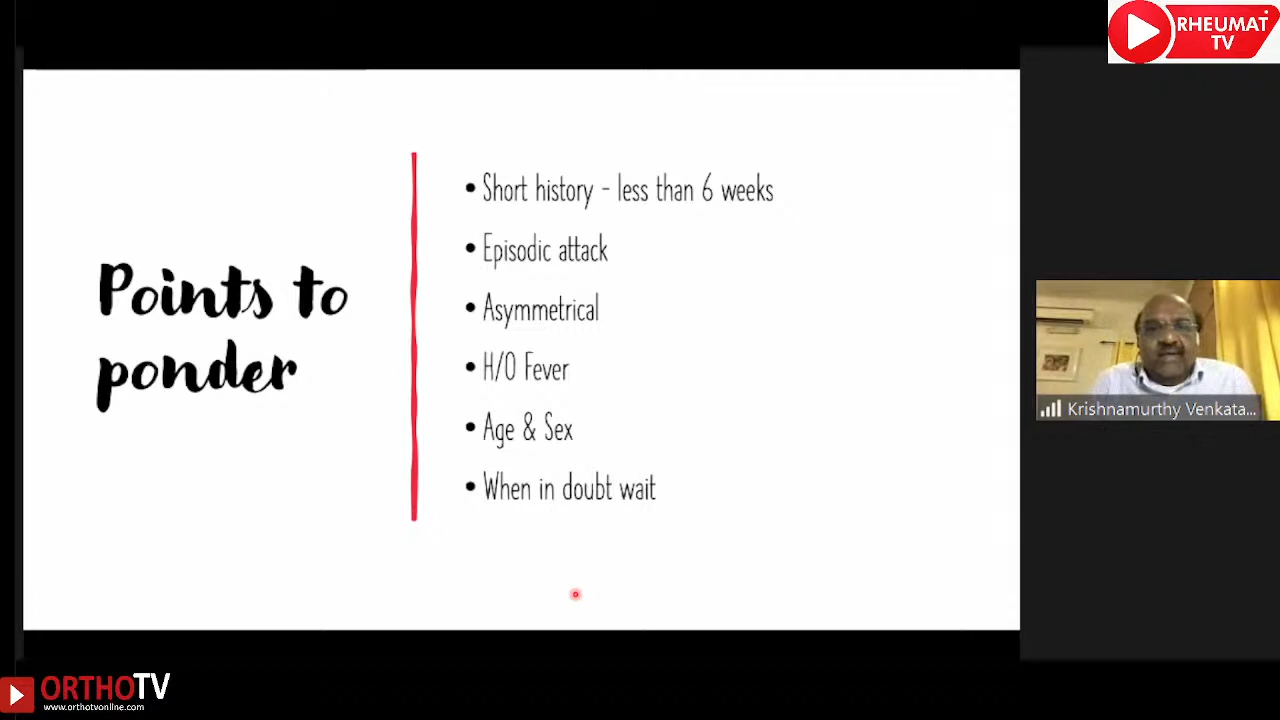 RHEUMAT
TV
Points to
ponder
• Short history - less than 6 weeks
• Episodic attack
• Asymmetrical
• H/O Fever
• Age & Sex
• When in doubt wait
Krishnamurthy Venkata...
ORTHOTV
www.orthotvonline.com